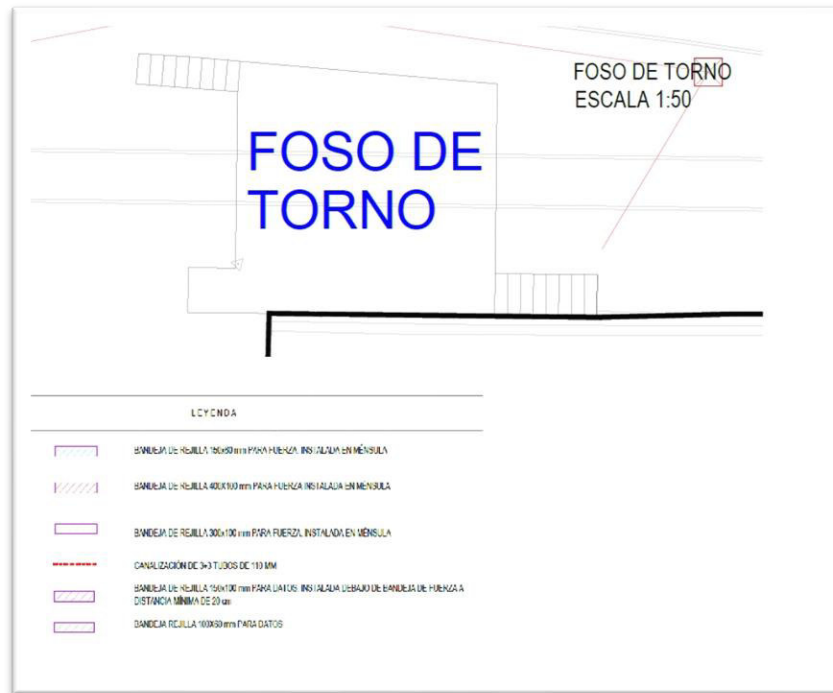 FOSO DE TORNO
ESCALA 1:50
FOSO DE
TORNO
LEYENDA
BANDEJA DE REJILLA 150x60 mm PARA FUERZA, INSTALADA EN MÉNSULA
BANDEJA DE REJILLA 400X100 mm PARA FUERZA INSTALADA EN MÉNSULA
BANDEJA DE REJILLA 300x100 mm PARA FUERZA, INSTALADA EN MÉNSULA
CANALIZACIÓN DE 3+3 TUBOS DE 110 MM
BANDEJA DE REJILLA 150x100 mm PARA DATOS, INSTALADA DEBAJO DE BANDEJA DE FUERZA A
DISTANCIA MÍNIMA DE 20 cm
BANDEJA REJILLA 100X60 mm PARA DATOS